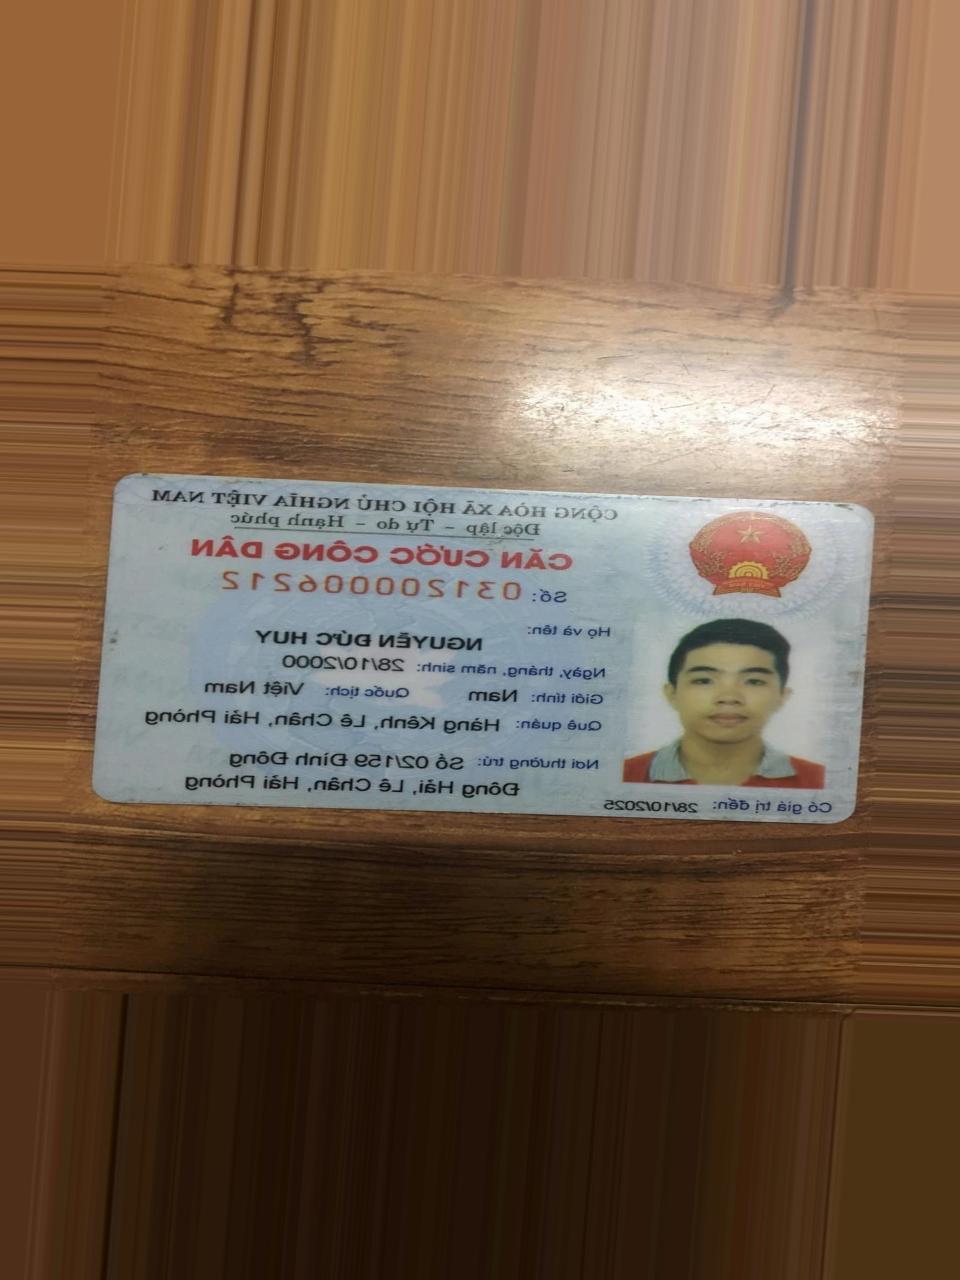 CỘNG HÒA XÃ HỘI CHỦ NGHĨA VIỆT NAM
Độc lập – Tự do – Hạnh phúc
CĂN CƯỚC CÔNG DÂN
Số: 031200006212
Họ và tên:
NGUYỄN ĐỨC HUY
Ngày, tháng, năm sinh: 28/10/2000
Giới tính: Nam Quốc tịch: Việt Nam
Quê quán: Hàng Kênh, Lê Chân, Hải Phòng
Nơi thường trú: Số 02/159 Đình Đông
Đông Hải, Lê Chân, Hải Phòng
Có giá trị đến: 28/10/2025